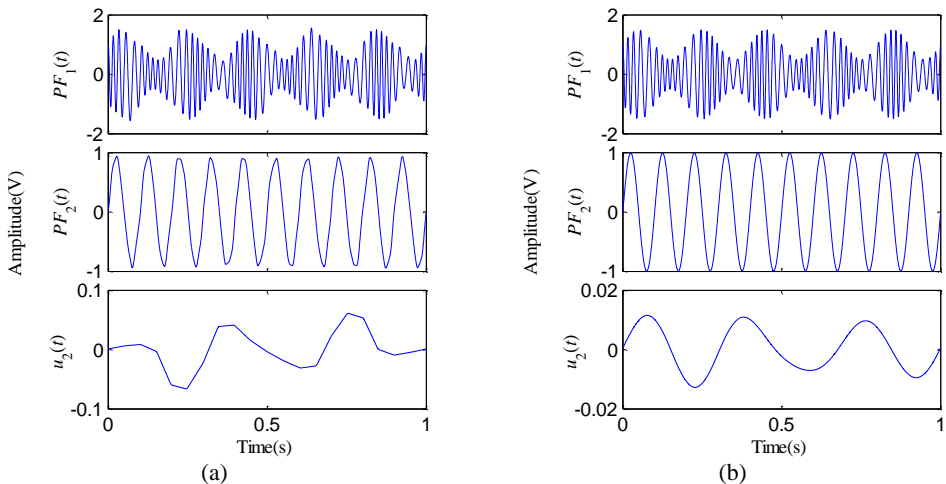 2
0
-2
PF1(t)
1
0
-1
PF2(t)
Amplitude(V)
0.1
0
-0.1
u2(t)
0 0.5 1
Time(s)
(a)
2
0
-2
PF1(t)
1
0
-1
PF2(t)
Amplitude(V)
0.02
0
-0.02
u2(t)
0 0.5 1
Time(s)
(b)